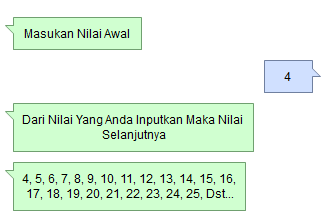 Masukan Nilai Awal
4
Dari Nilai Yang Anda Inputkan Maka Nilai
Selanjutnya
4, 5, 6, 7, 8, 9, 10, 11, 12, 13, 14, 15, 16,
17, 18, 19, 20, 21, 22, 23, 24, 25, Dst...